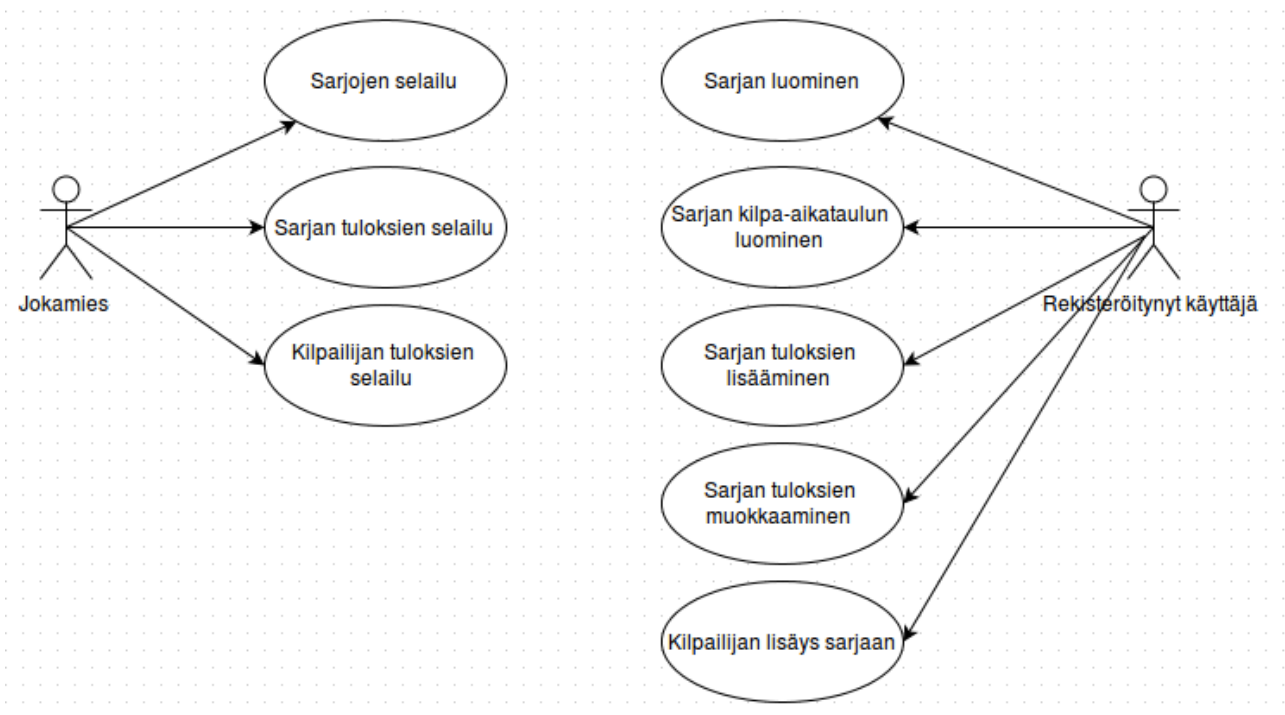 Sarjojen selailu
Sarjan tuloksien selailu
Kilpailijan tuloksien
selailu
Jokamies
Sarjan luominen
Sarjan kilpa-aikataulun
luominen
Sarjan tuloksien
lisääminen
Sarjan tuloksien
muokkaaminen
Kilpailijan lisäys sarjaan
Rekisteröitynyt käyttäjä